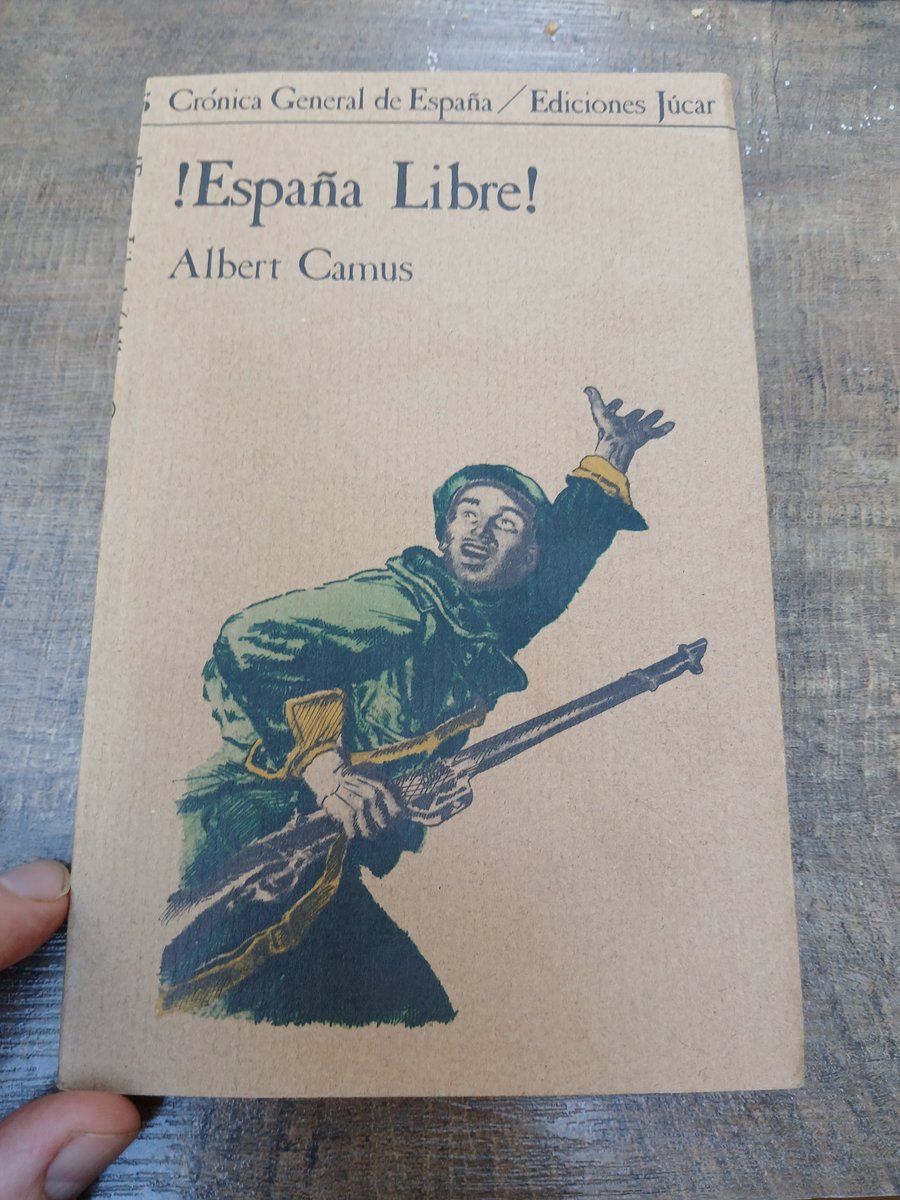 Crónica General de España/Ediciones Júcar
!España Libre!
Albert Camus